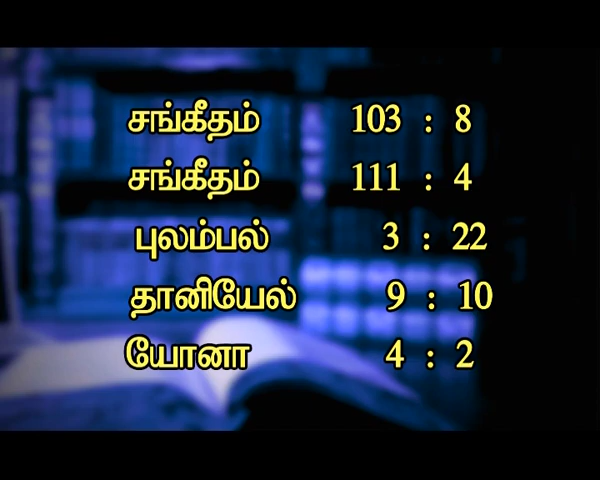 சங்கீதம் 103 : 8
சங்கீதம் 111 : 4
புலம்பல் 3 : 22
தானியேல் 9 : 10
யோனா 4 : 2